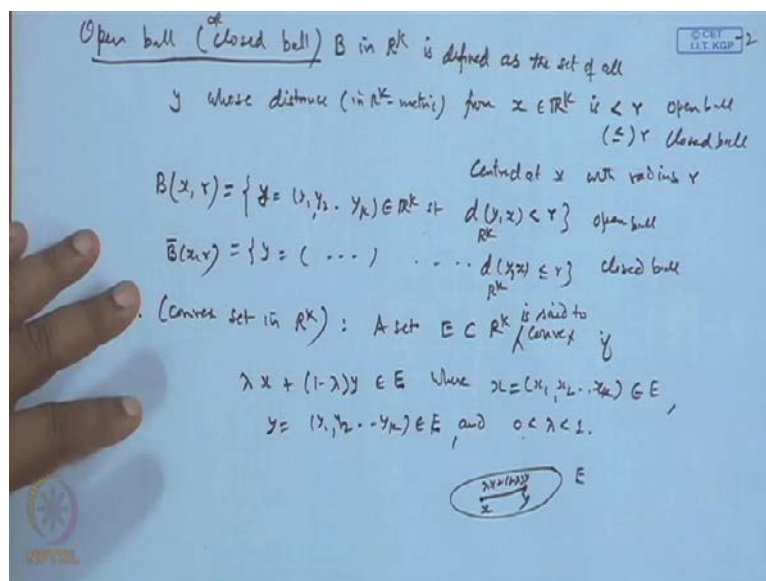 Open ball (or closed ball) B in R^K is defined as the set of all
© CET
I.I.T. KGP
-2
y whose distance (in R^K-metric) from x ∈ R^K is < r open ball
(≤) r closed ball
Centred at x with radius r
B(x, r) = { y = (y1, y2 .. yK) ∈ R^K st d(y, x) < r } open ball
R^K
B̄(x, r) = { y = ( .... ) ..... d(y, x) ≤ r } closed ball
R^K
. (Convex set in R^K) : A set E ⊂ R^K is said to convex if
λ x + (1-λ) y ∈ E where x = (x1, x2 .. xK) ∈ E,
y = (y1, y2 .. yK) ∈ E, and 0 < λ < 1.
λx+(1-λ)y E
x y
NPTEL